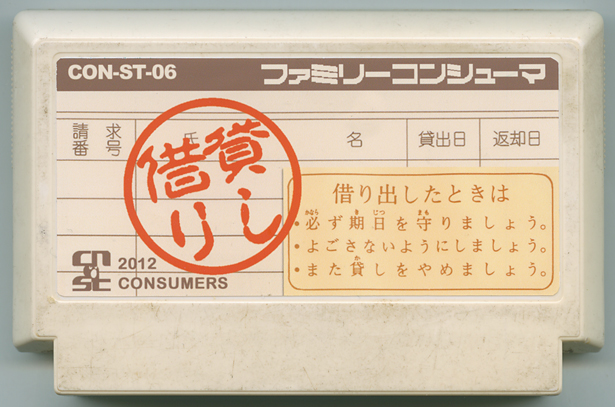 CON-ST-06
ファミリーコンシューマ
請求番号
氏 名
貸出日
返却日
貸し借り
借り出したときは
・必ず期日を守りましょう。
・よごさないようにしましょう。
・また貸しをやめましょう。
cn
st
2012
CONSUMERS